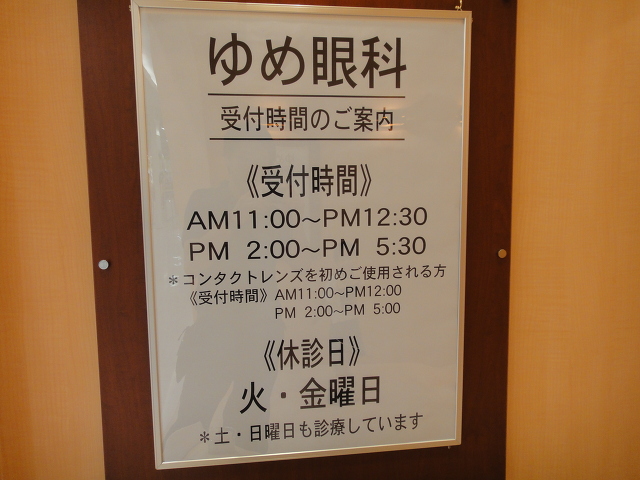 ゆめ眼科
受付時間のご案内
《受付時間》
AM11:00～PM12:30
PM 2:00～PM 5:30
＊コンタクトレンズを初めご使用される方
《受付時間》AM11:00～PM12:00
PM 2:00～PM 5:00
《休診日》
火・金曜日
＊土・日曜日も診療しています